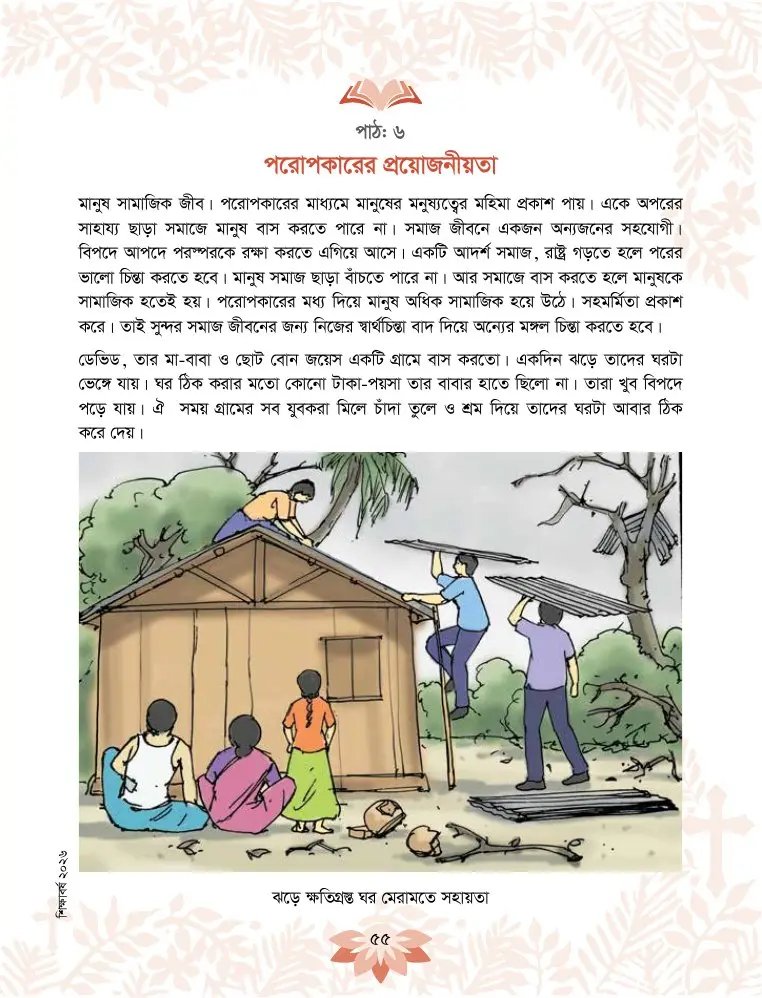 পাঠ: ৬
পরোপকারের প্রয়োজনীয়তা
মানুষ সামাজিক জীব। পরোপকারের মাধ্যমে মানুষের মনুষ্যত্বের মহিমা প্রকাশ পায়। একে অপরের
সাহায্য ছাড়া সমাজে মানুষ বাস করতে পারে না। সমাজ জীবনে একজন অন্যজনের সহযোগী।
বিপদে আপদে পরস্পরকে রক্ষা করতে এগিয়ে আসে। একটি আদর্শ সমাজ, রাষ্ট্র গড়তে হলে পরের
ভালো চিন্তা করতে হবে। মানুষ সমাজ ছাড়া বাঁচতে পারে না। আর সমাজে বাস করতে হলে মানুষকে
সামাজিক হতেই হয়। পরোপকারের মধ্য দিয়ে মানুষ অধিক সামাজিক হয়ে উঠে। সহমর্মিতা প্রকাশ
করে। তাই সুন্দর সমাজ জীবনের জন্য নিজের স্বার্থচিন্তা বাদ দিয়ে অন্যের মঙ্গল চিন্তা করতে হবে।
ডেভিড, তার মা-বাবা ও ছোট বোন জয়েস একটি গ্রামে বাস করতো। একদিন ঝড়ে তাদের ঘরটা
ভেঙ্গে যায়। ঘর ঠিক করার মতো কোনো টাকা-পয়সা তার বাবার হাতে ছিলো না। তারা খুব বিপদে
পড়ে যায়। ঐ সময় গ্রামের সব যুবকরা মিলে চাঁদা তুলে ও শ্রম দিয়ে তাদের ঘরটা আবার ঠিক
করে দেয়।
ঝড়ে ক্ষতিগ্রস্ত ঘর মেরামতে সহায়তা
শিক্ষাবর্ষ ২০২৬
৫৫